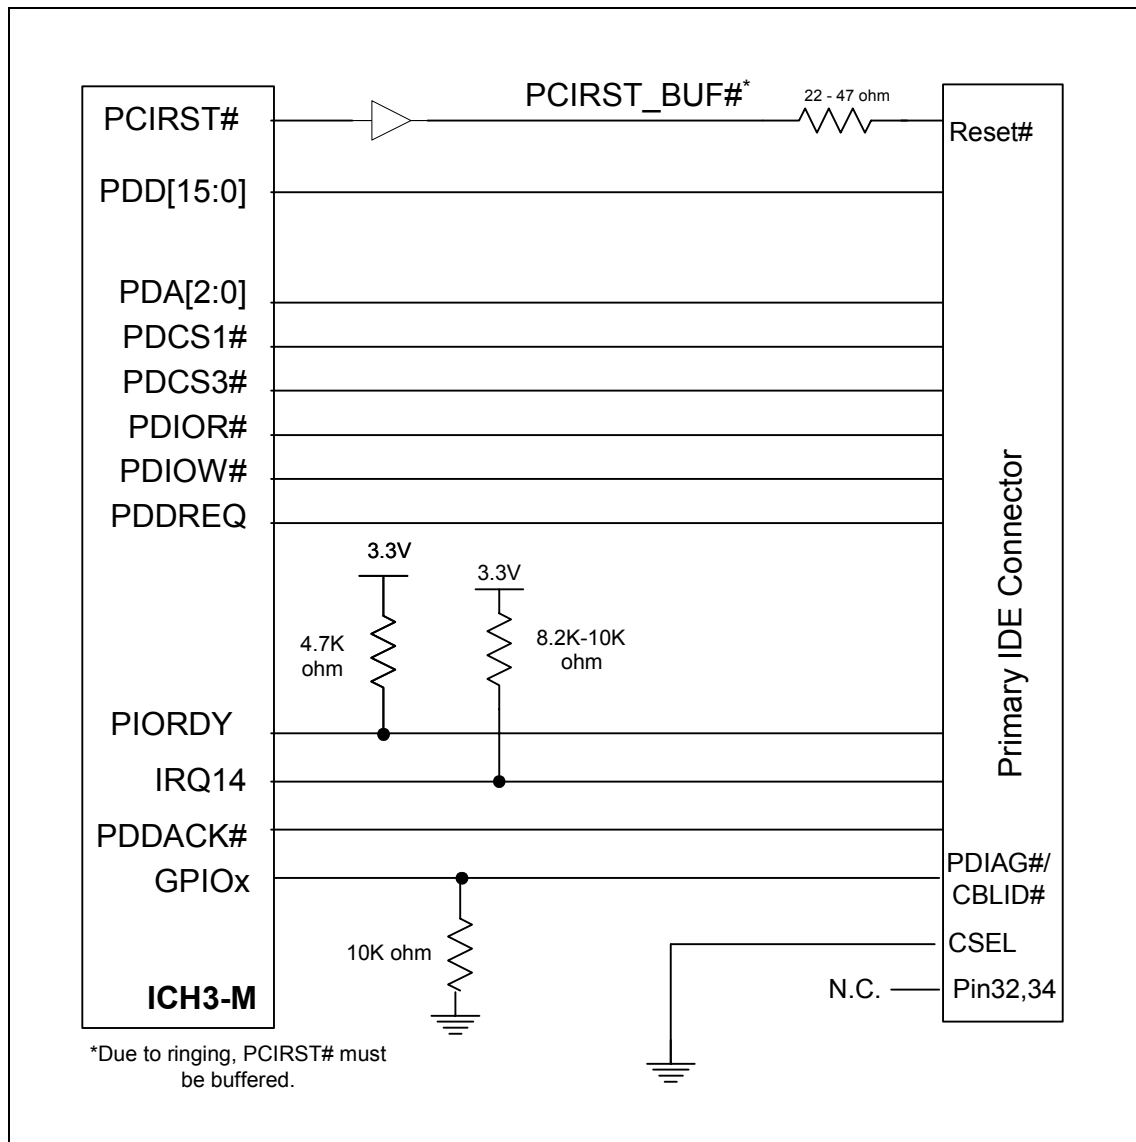 PCIRST_BUF#*
22 - 47 ohm
PCIRST#
Reset#
PDD[15:0]
PDA[2:0]
PDCS1#
PDCS3#
PDIOR#
PDIOW#
PDDREQ
3.3V
3.3V
4.7K
ohm
8.2K-10K
ohm
Primary IDE Connector
PIORDY
IRQ14
PDDACK#
GPIOx
PDIAG#/
CBLID#
10K ohm
CSEL
N.C.
Pin32,34
ICH3-M
*Due to ringing, PCIRST# must
be buffered.